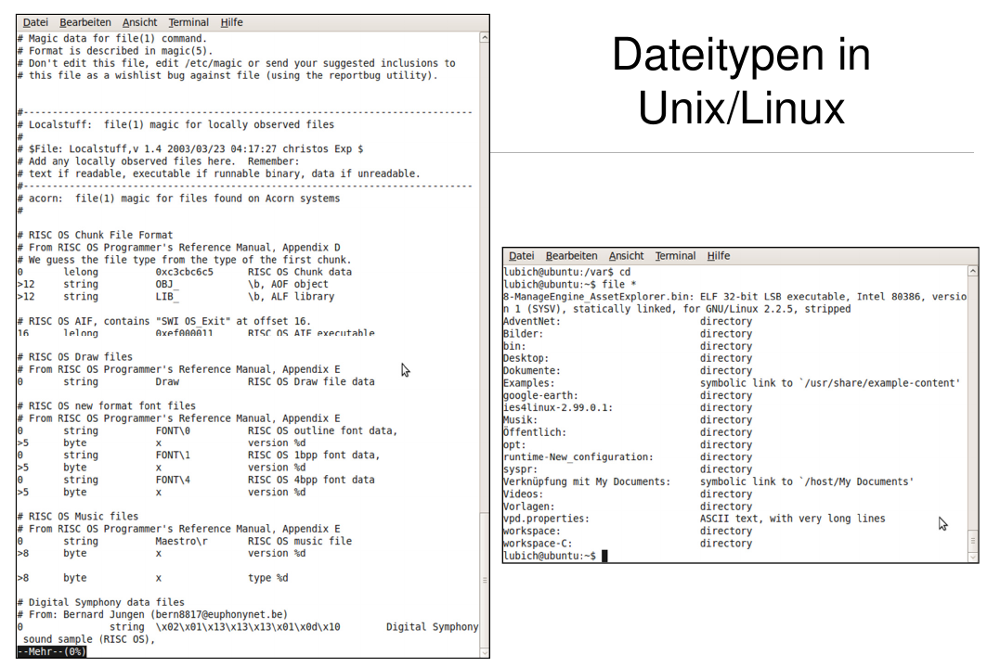 Datei Bearbeiten Ansicht Terminal Hilfe
# Magic data for file(1) command.
# Format is described in magic(5).
# Don't edit this file, edit /etc/magic or send your suggested inclusions to
# this file as a wishlist bug against file (using the reportbug utility).
#---------------------------------------------------------------------------
# Localstuff:  file(1) magic for locally observed files
#
# $File: Localstuff,v 1.4 2003/03/23 04:17:27 christos Exp $
# Add any locally observed files here.  Remember:
# text if readable, executable if runnable binary, data if unreadable.
#---------------------------------------------------------------------------
# acorn:  file(1) magic for files found on Acorn systems
#
# RISC OS Chunk File Format
# From RISC OS Programmer's Reference Manual, Appendix D
# We guess the file type from the type of the first chunk.
0       lelong          0xc3cbc6c5      RISC OS Chunk data
>12     string          OBJ_            \b, AOF object
>12     string          LIB_            \b, ALF library
# RISC OS AIF, contains "SWI OS_Exit" at offset 16.
16      lelong          0xef000011      RISC OS AIF executable
# RISC OS Draw files
# From RISC OS Programmer's Reference Manual, Appendix E
0       string          Draw            RISC OS Draw file data
# RISC OS new format font files
# From RISC OS Programmer's Reference Manual, Appendix E
0       string          FONT\0          RISC OS outline font data,
>5      byte            x               version %d
0       string          FONT\1          RISC OS 1bpp font data,
>5      byte            x               version %d
0       string          FONT\4          RISC OS 4bpp font data
>5      byte            x               version %d
# RISC OS Music files
# From RISC OS Programmer's Reference Manual, Appendix E
0       string          Maestro\r       RISC OS music file
>8      byte            x               version %d
>8      byte            x               type %d
# Digital Symphony data files
# From: Bernard Jungen (bern8817@euphonynet.be)
0               string  \x02\x01\x13\x13\x13\x01\x0d\x10        Digital Symphony
 sound sample (RISC OS),
--Mehr--(0%)
Dateitypen in
Unix/Linux
Datei Bearbeiten Ansicht Terminal Hilfe
lubich@ubuntu:/var$ cd
lubich@ubuntu:~$ file *
8-ManageEngine_AssetExplorer.bin: ELF 32-bit LSB executable, Intel 80386, versio
n 1 (SYSV), statically linked, for GNU/Linux 2.2.5, stripped
AdventNet:                        directory
Bilder:                           directory
bin:                              directory
Desktop:                          directory
Dokumente:                        directory
Examples:                         symbolic link to `/usr/share/example-content'
google-earth:                     directory
ies4linux-2.99.0.1:               directory
Musik:                            directory
Öffentlich:                       directory
opt:                              directory
runtime-New_configuration:        directory
syspr:                            directory
Verknüpfung mit My Documents:     symbolic link to `/host/My Documents'
Videos:                           directory
Vorlagen:                         directory
vpd.properties:                   ASCII text, with very long lines
workspace:                        directory
workspace-C:                      directory
lubich@ubuntu:~$